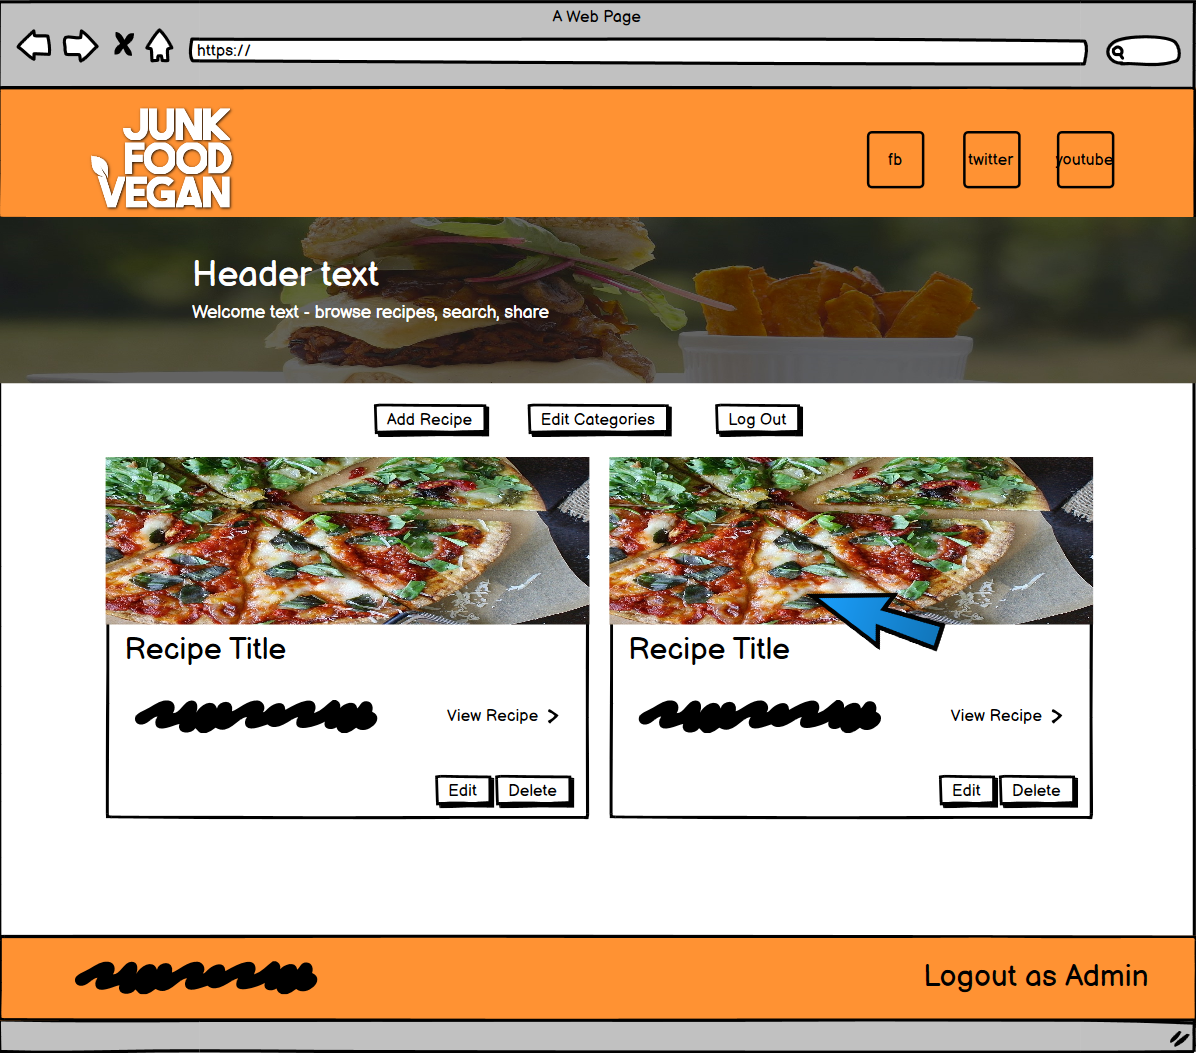 A Web Page
https://
JUNK
FOOD
VEGAN
fb
twitter
youtube
Header text
Welcome text - browse recipes, search, share
Add Recipe
Edit Categories
Log Out
Recipe Title
View Recipe
Edit
Delete
Recipe Title
View Recipe
Edit
Delete
Logout as Admin